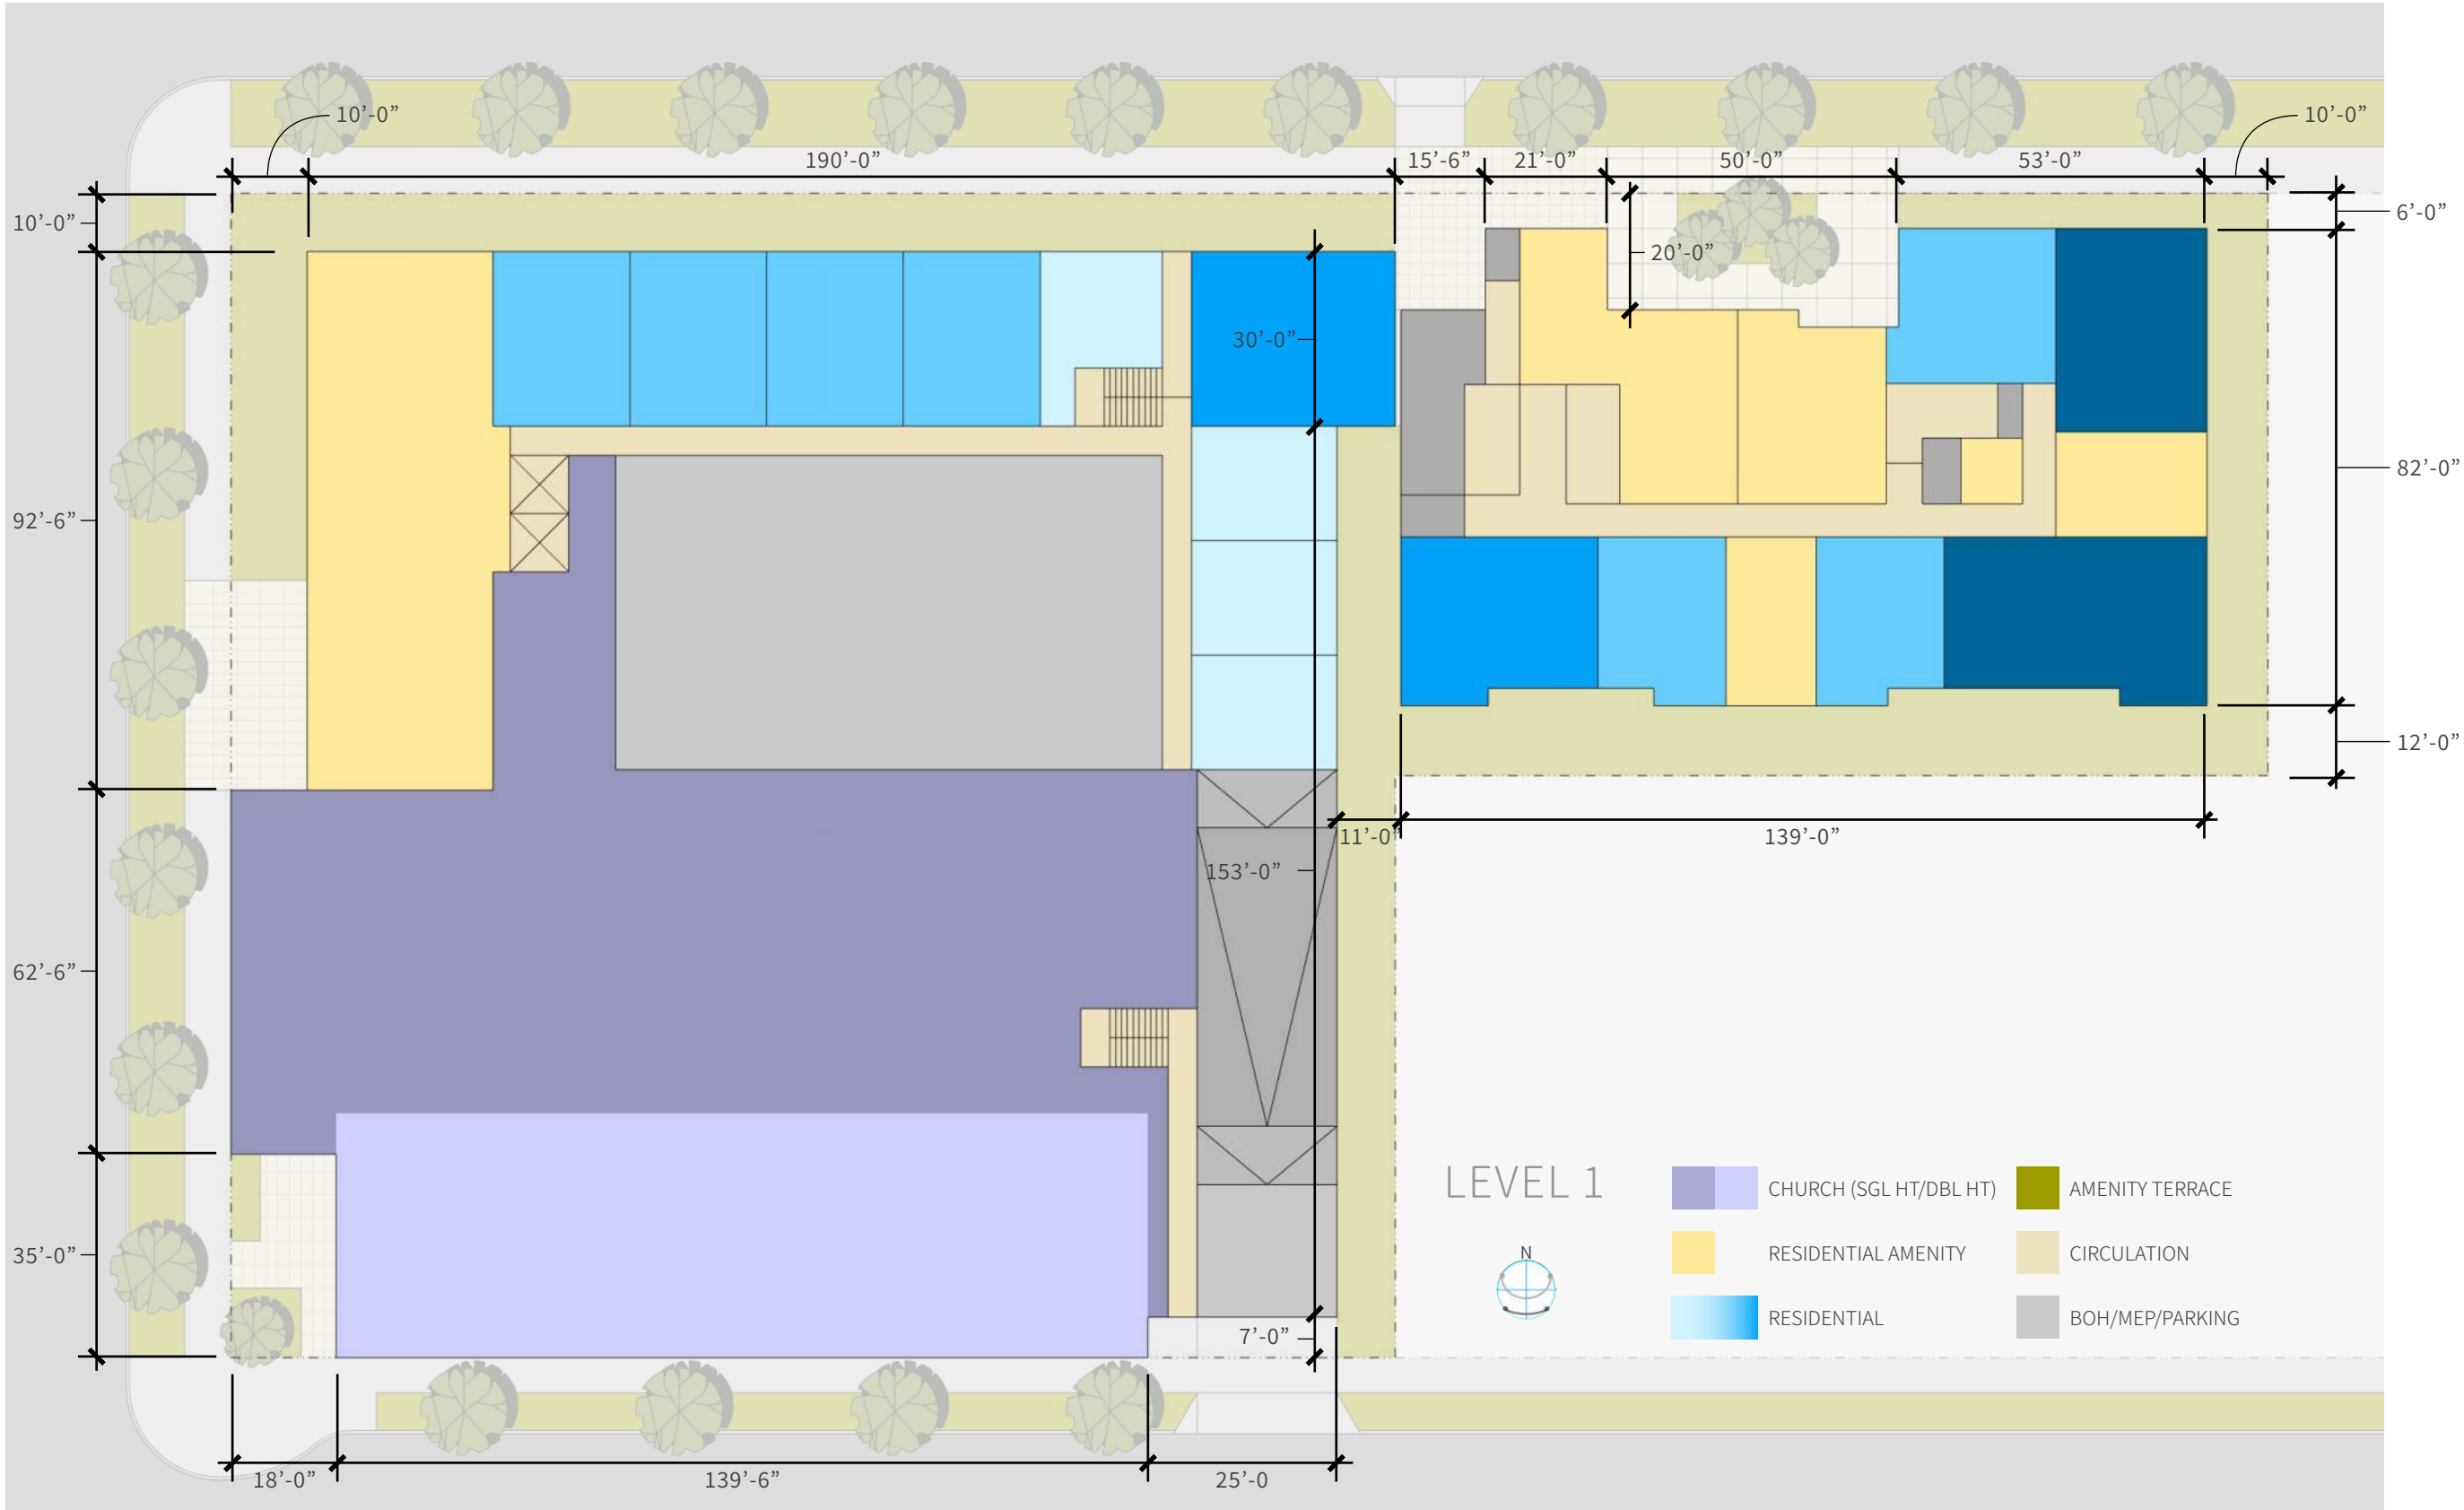 10’-0”
10’-0”
190’-0”
15’-6”
21’-0”
50’-0”
53’-0”
10’-0”
6’-0”
20’-0”
30’-0”
82’-0”
92’-6”
12’-0”
11’-0”
139’-0”
153’-0”
62’-6”
LEVEL 1
CHURCH (SGL HT/DBL HT)
AMENITY TERRACE
N
RESIDENTIAL AMENITY
CIRCULATION
35’-0”
RESIDENTIAL
BOH/MEP/PARKING
7’-0”
18’-0”
139’-6”
25’-0